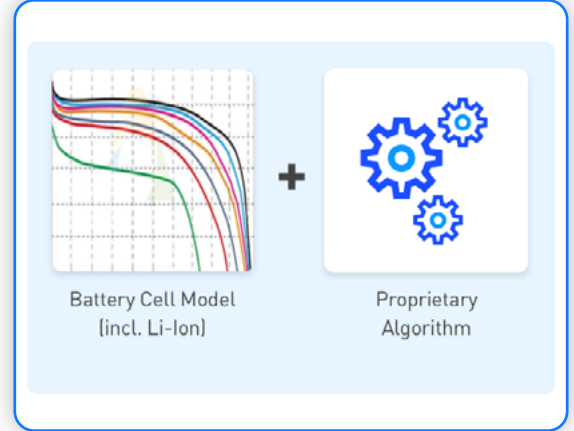 Battery Cell Model
(incl. Li-Ion)
+
Proprietary
Algorithm